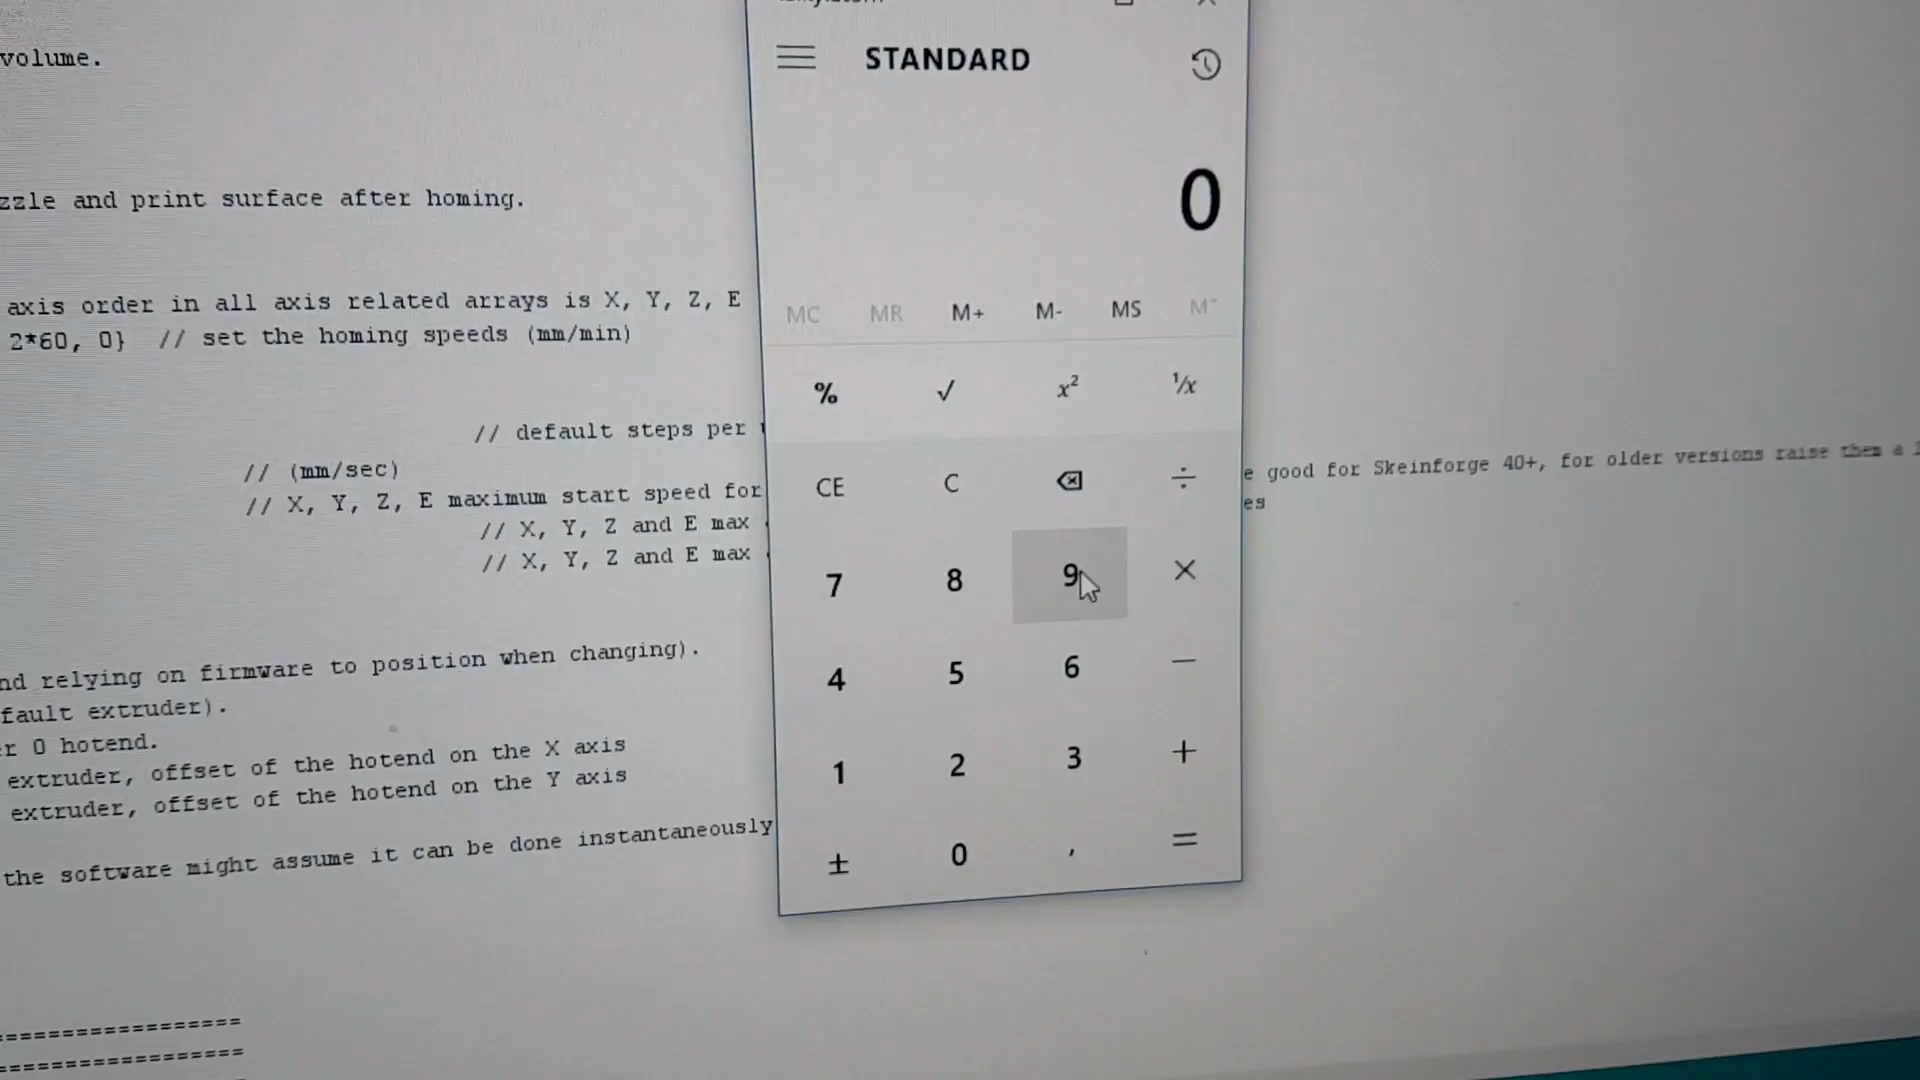 volume.
and print surface after homing.
axis order in all axis related arrays is X, Y, Z, E
2*60, 0} // set the homing speeds (mm/min)
// default steps per
// (mm/sec)
// X, Y, Z, E maximum start speed for
// X, Y, Z and E max
// X, Y, Z and E max
good for Skeinforge 40+, for older versions raise them a
relying on firmware to position when changing).
extruder).
0 hotend.
extruder, offset of the hotend on the X axis
extruder, offset of the hotend on the Y axis
the software might assume it can be done instantaneously
===================
===================
STANDARD
0
MC MR M+ M- MS M˅
% √ x² ¹/x
CE C ÷
7 8 9 ×
4 5 6 −
1 2 3 +
± 0 , =